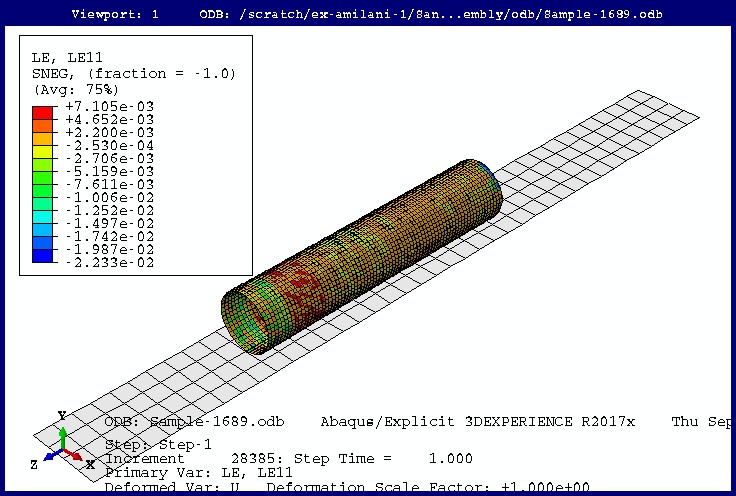 Viewport: 1 ODB: /scratch/ex-amilani-1/San...embly/odb/Sample-1689.odb
LE, LE11
SNEG, (fraction = -1.0)
(Avg: 75%)
+7.105e-03
+4.652e-03
+2.200e-03
-2.530e-04
-2.706e-03
-5.159e-03
-7.611e-03
-1.006e-02
-1.252e-02
-1.497e-02
-1.742e-02
-1.987e-02
-2.233e-02
Y
Z X
ODB: Sample-1689.odb Abaqus/Explicit 3DEXPERIENCE R2017x Thu Sep
Step: Step-1
Increment 28385: Step Time = 1.000
Primary Var: LE, LE11
Deformed Var: U Deformation Scale Factor: +1.000e+00